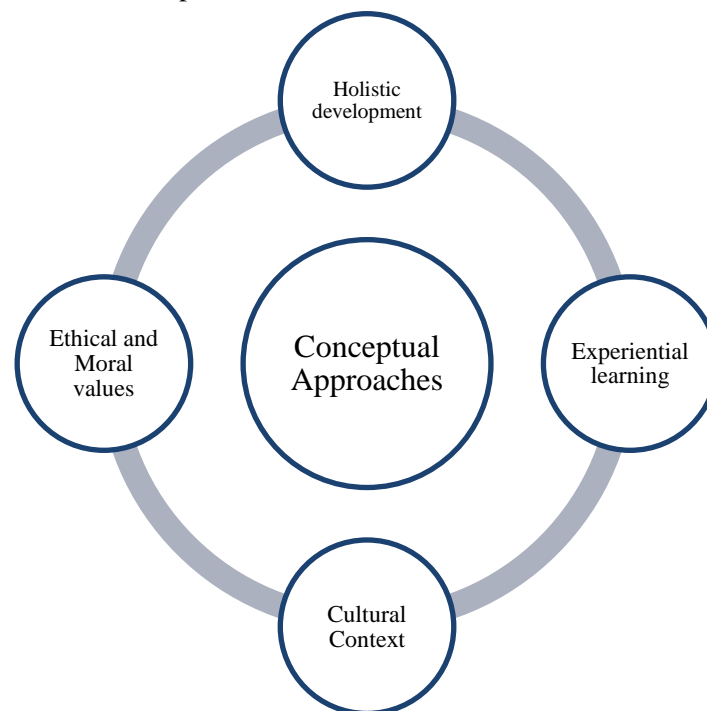 Holistic
development
Ethical and
Moral
values
Conceptual
Approaches
Experiential
learning
Cultural
Context